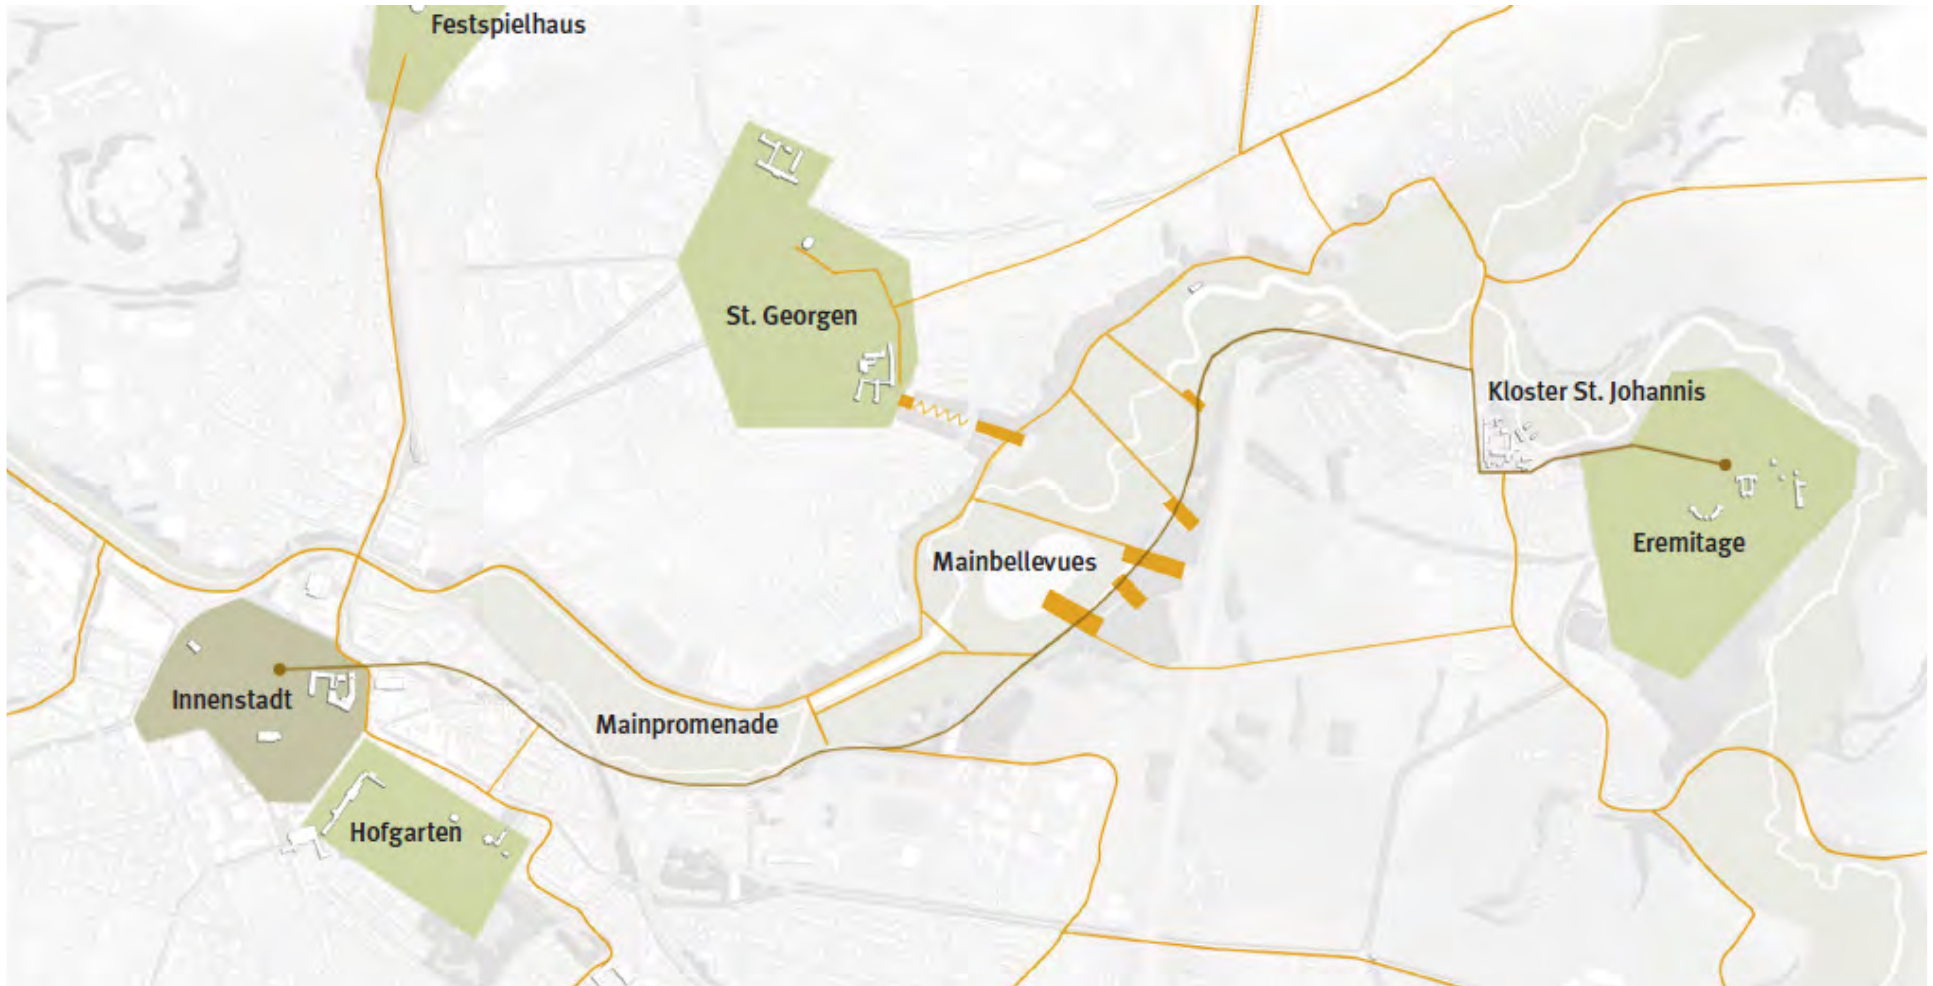 Festspielhaus
St. Georgen
Kloster St. Johannis
Eremitage
Mainbellevues
Innenstadt
Mainpromenade
Hofgarten